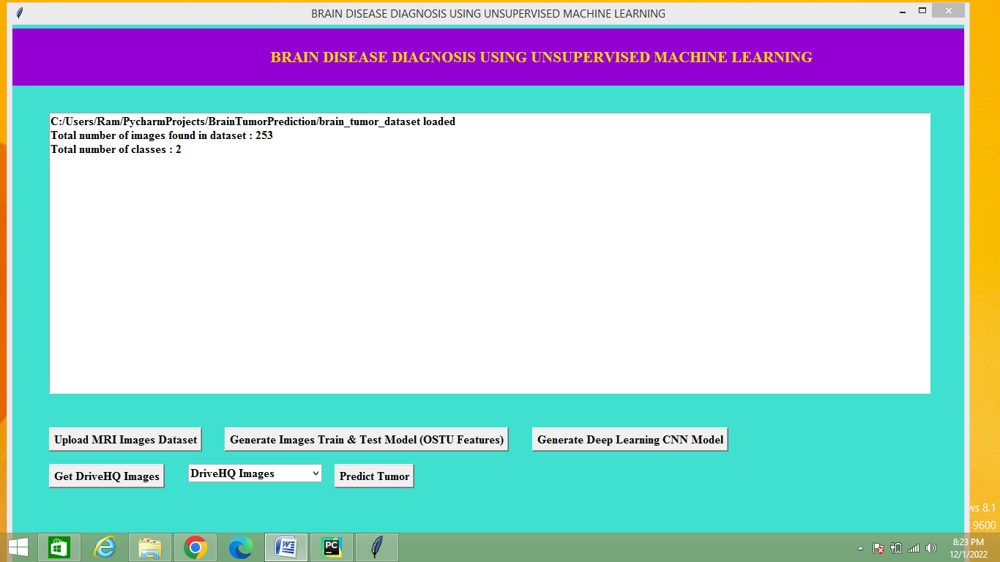 BRAIN DISEASE DIAGNOSIS USING UNSUPERVISED MACHINE LEARNING
BRAIN DISEASE DIAGNOSIS USING UNSUPERVISED MACHINE LEARNING
C:/Users/Ram/PycharmProjects/BrainTumorPrediction/brain_tumor_dataset loaded
Total number of images found in dataset : 253
Total number of classes : 2
Upload MRI Images Dataset
Generate Images Train & Test Model (OSTU Features)
Generate Deep Learning CNN Model
Get DriveHQ Images
DriveHQ Images
Predict Tumor
ws 8.1
9600
PC
8:23 PM
12/1/2022